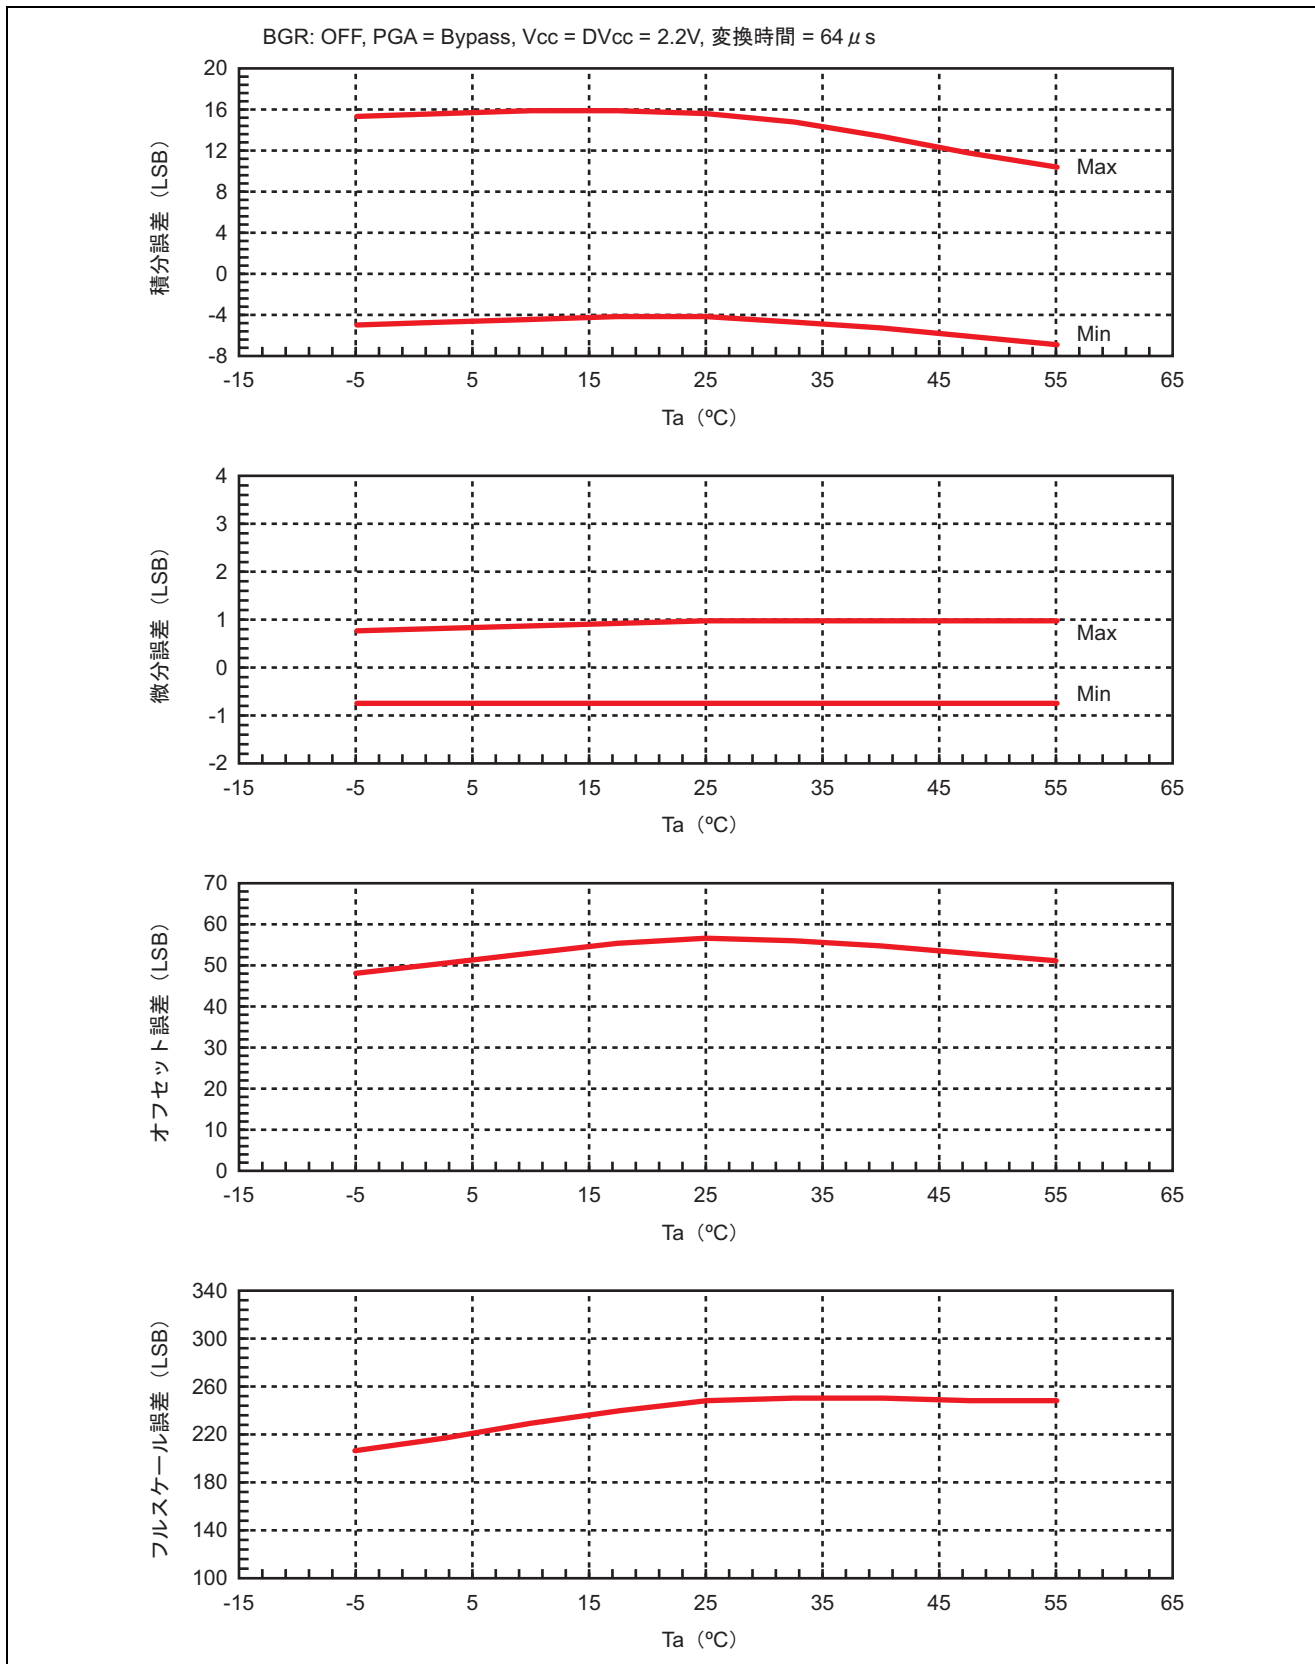 BGR: OFF, PGA = Bypass, Vcc = DVcc = 2.2V, 変換時間 = 64 μ s
20
16
12
8
4
0
-4
-8
積分誤差（LSB）
Max
Min
-15 -5 5 15 25 35 45 55 65
Ta（ºC）
4
3
2
1
0
-1
-2
微分誤差（LSB）
Max
Min
-15 -5 5 15 25 35 45 55 65
Ta（ºC）
70
60
50
40
30
20
10
0
オフセット誤差（LSB）
-15 -5 5 15 25 35 45 55 65
Ta（ºC）
340
300
260
220
180
140
100
フルスケール誤差（LSB）
-15 -5 5 15 25 35 45 55 65
Ta（ºC）